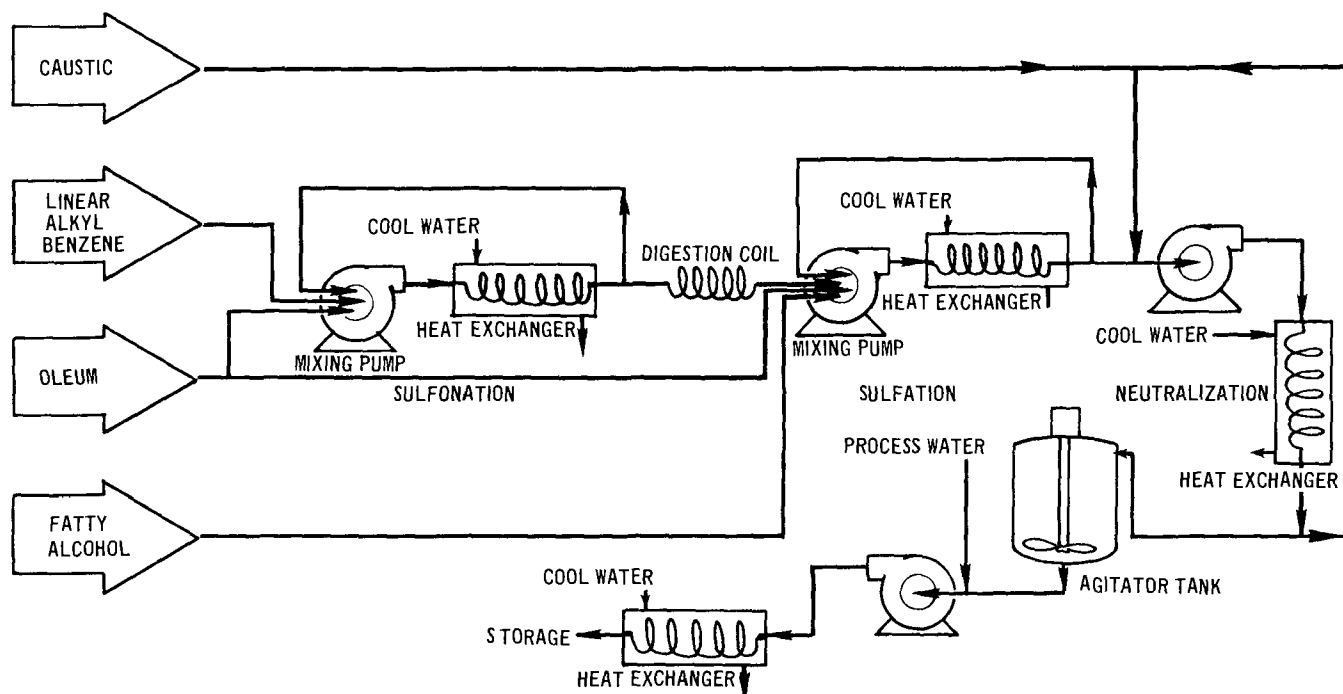 CAUSTIC
LINEAR
ALKYL
BENZENE
COOL WATER
COOL WATER
DIGESTION COIL
HEAT EXCHANGER
HEAT EXCHANGER
MIXING PUMP
MIXING PUMP
COOL WATER
OLEUM
SULFONATION
SULFATION
NEUTRALIZATION
PROCESS WATER
HEAT EXCHANGER
FATTY
ALCOHOL
COOL WATER
AGITATOR TANK
STORAGE
HEAT EXCHANGER